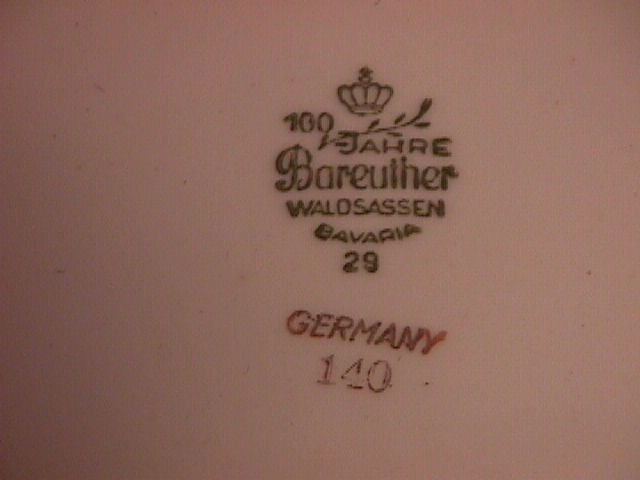 100
JAHRE
Bareuther
WALDSASSEN
BAVARIA
29
GERMANY
140